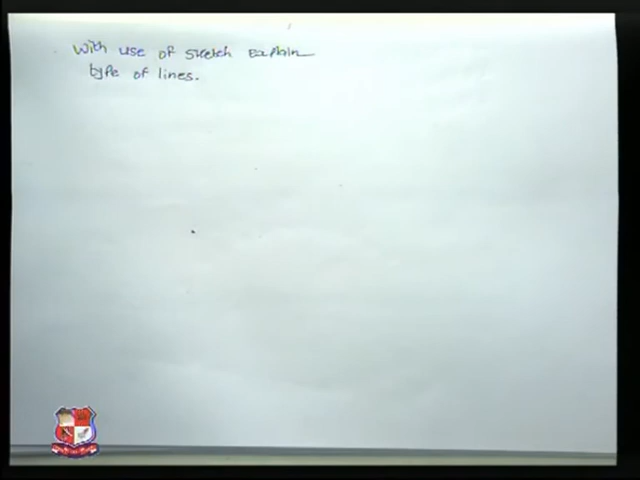 With use of sketch Explain
type of lines.